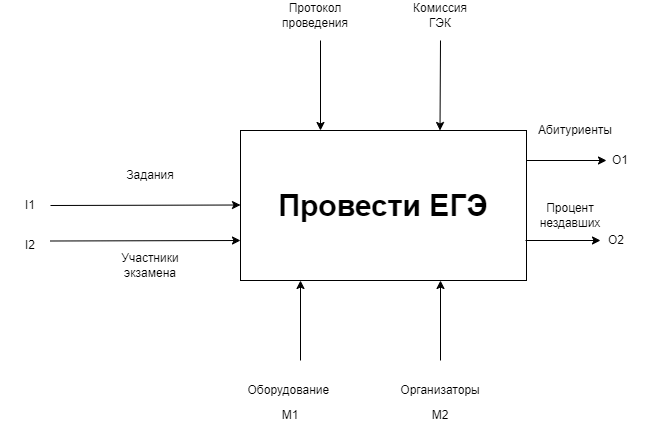 Протокол
проведения
Комиссия
ГЭК
Абитуриенты
O1
Задания
Провести ЕГЭ
I1
Процент
нездавших
I2
O2
Участники
экзамена
Оборудование
Организаторы
M1
M2